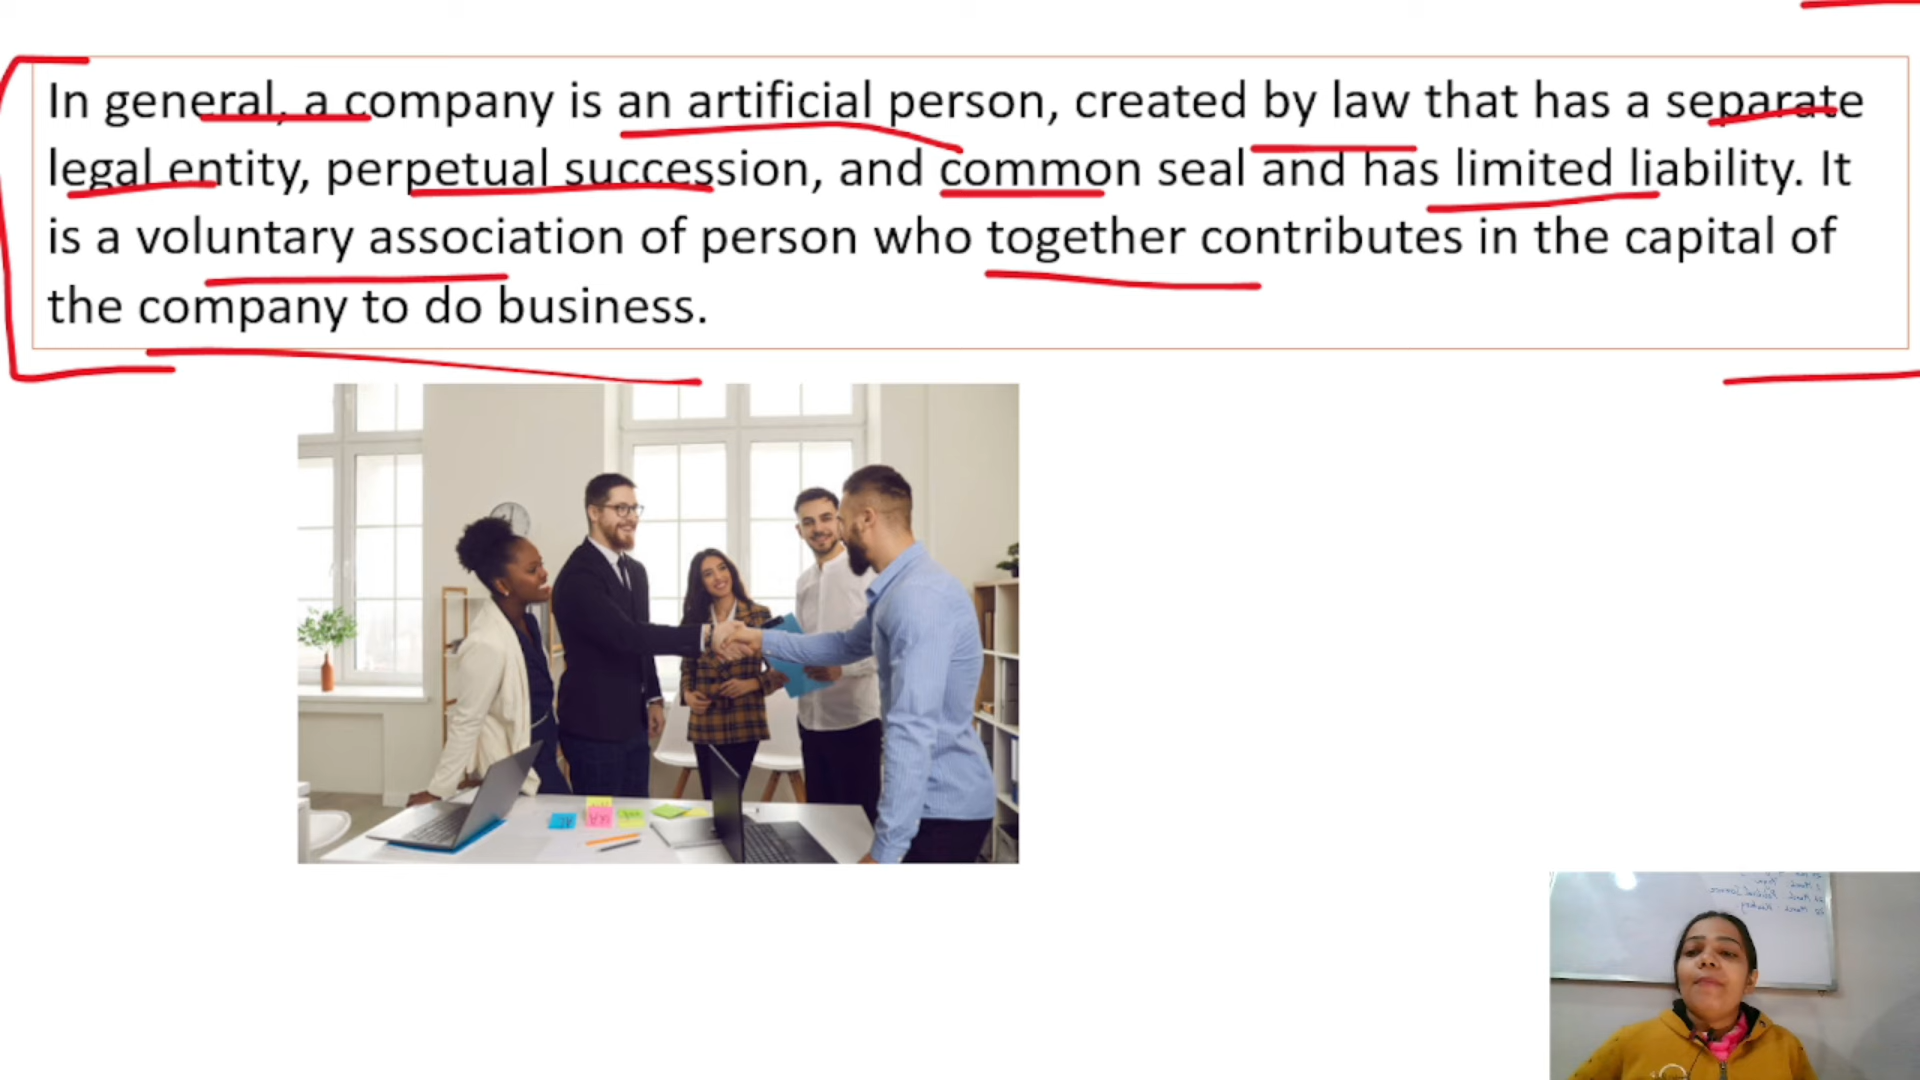 In general, a company is an artificial person, created by law that has a separate
legal entity, perpetual succession, and common seal and has limited liability. It
is a voluntary association of person who together contributes in the capital of
the company to do business.